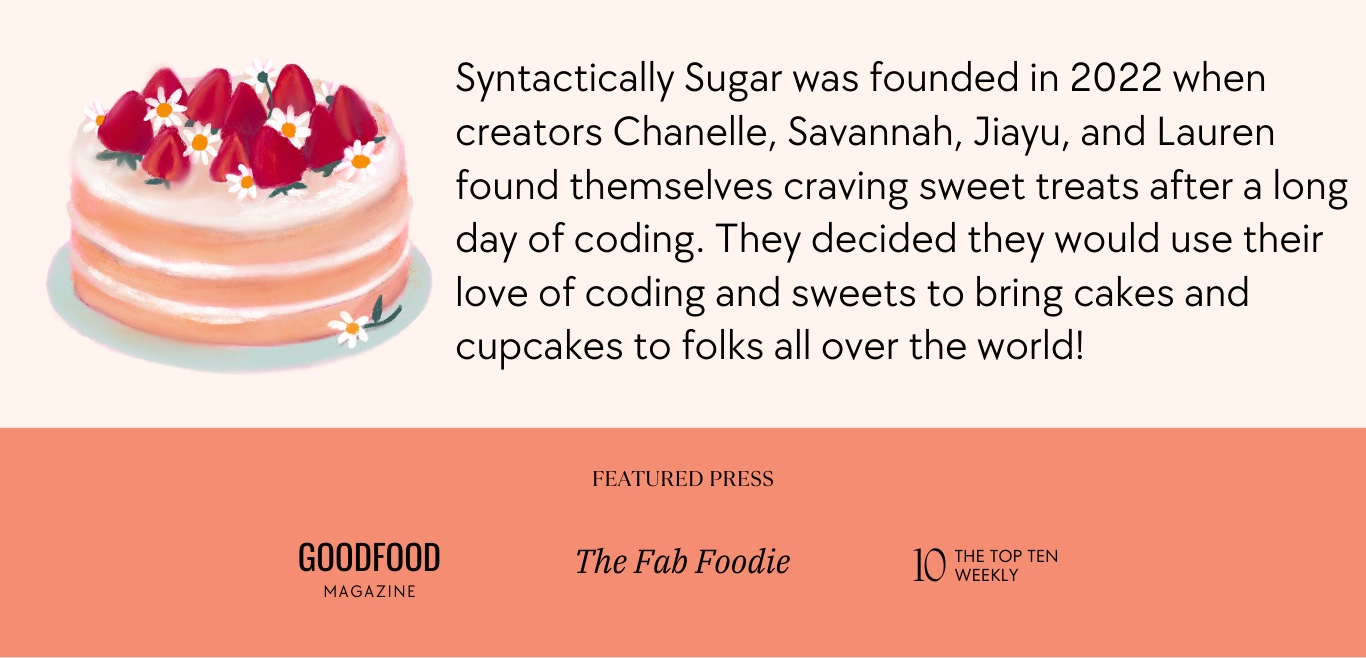 Syntactically Sugar was founded in 2022 when
creators Chanelle, Savannah, Jiayu, and Lauren
found themselves craving sweet treats after a long
day of coding. They decided they would use their
love of coding and sweets to bring cakes and
cupcakes to folks all over the world!
FEATURED PRESS
GOODFOOD
MAGAZINE
The Fab Foodie
10 THE TOP TEN
WEEKLY